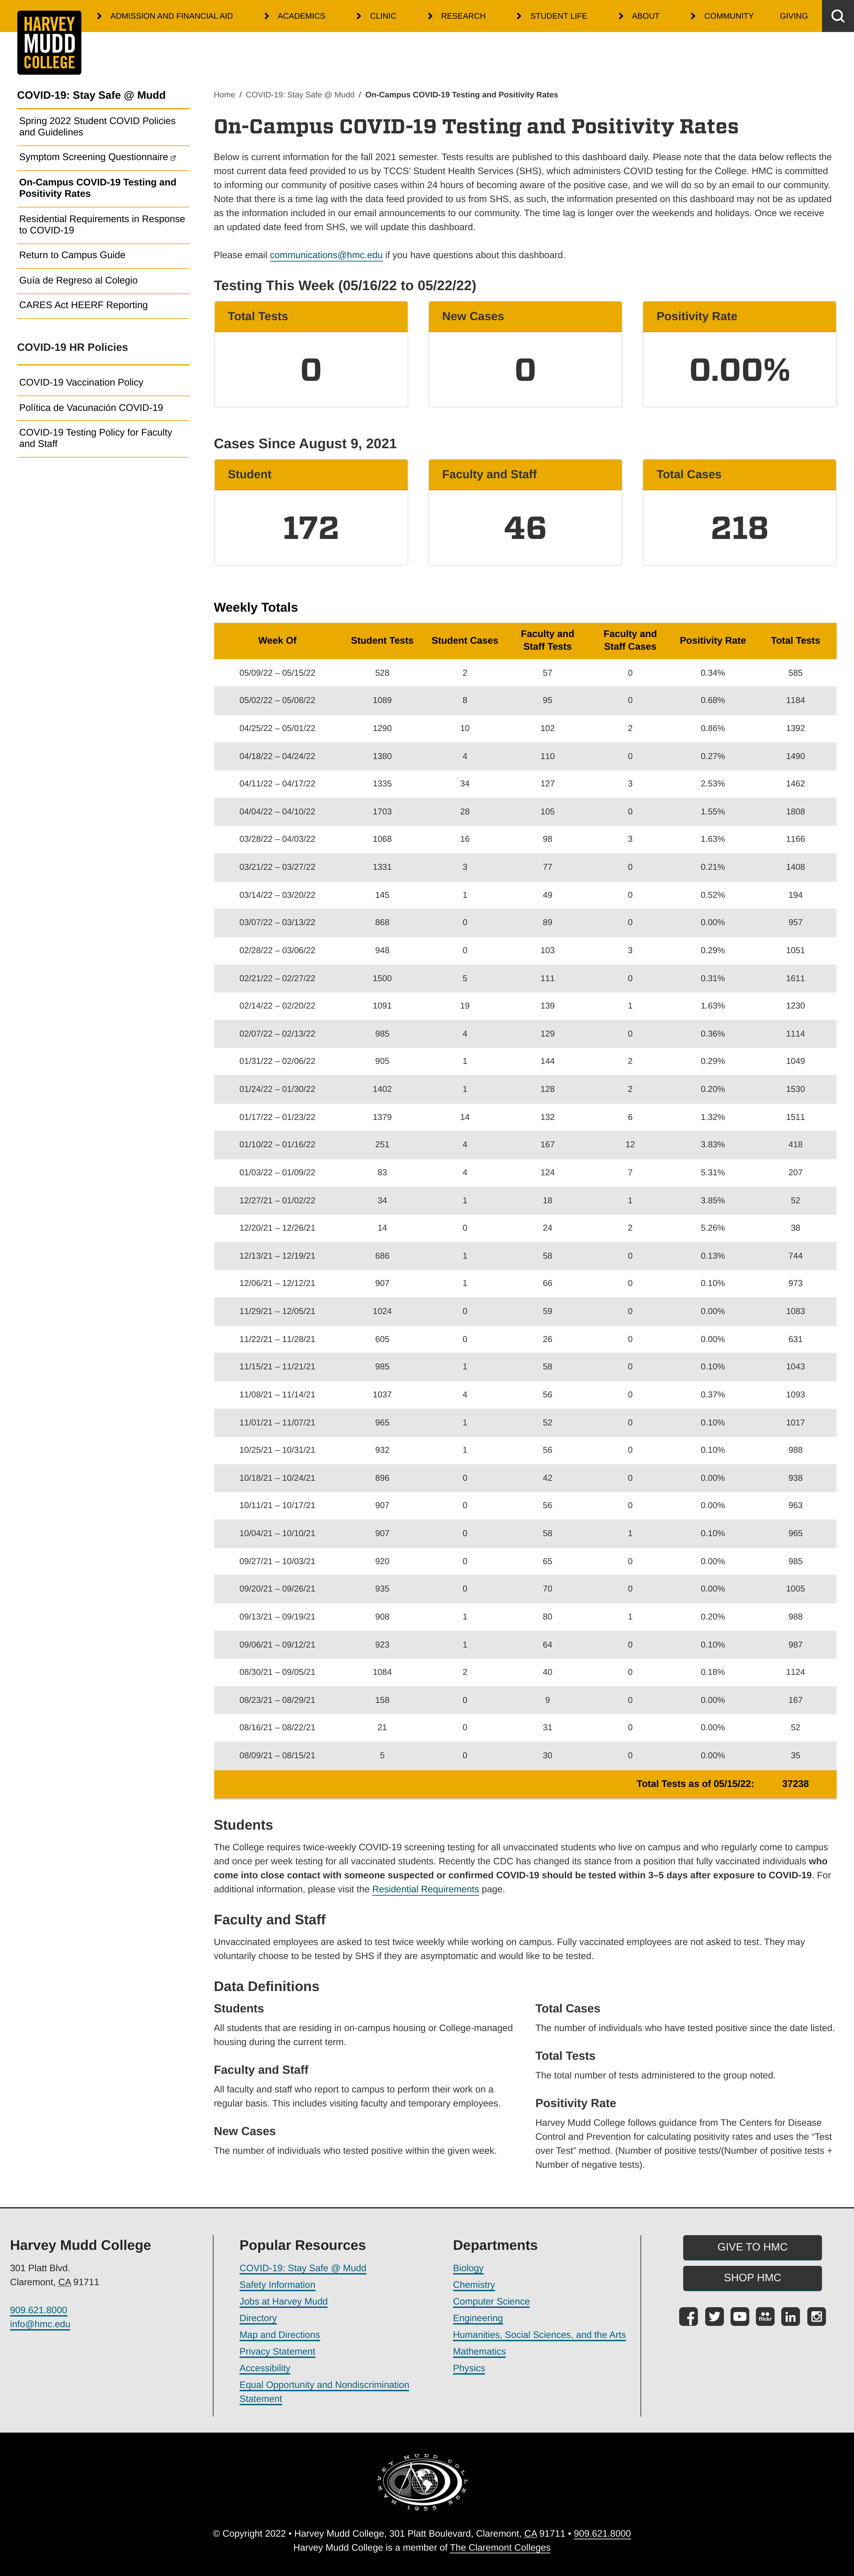 HARVEY
MUDD
COLLEGE
ADMISSION AND FINANCIAL AID
ACADEMICS
CLINIC
RESEARCH
STUDENT LIFE
ABOUT
COMMUNITY
GIVING
COVID-19: Stay Safe @ Mudd
Spring 2022 Student COVID Policies
and Guidelines
Symptom Screening Questionnaire
On-Campus COVID-19 Testing and
Positivity Rates
Residential Requirements in Response
to COVID-19
Return to Campus Guide
Guía de Regreso al Colegio
CARES Act HEERF Reporting
COVID-19 HR Policies
COVID-19 Vaccination Policy
Política de Vacunación COVID-19
COVID-19 Testing Policy for Faculty
and Staff
Home / COVID-19: Stay Safe @ Mudd / On-Campus COVID-19 Testing and Positivity Rates
On-Campus COVID-19 Testing and Positivity Rates
Below is current information for the fall 2021 semester. Tests results are published to this dashboard daily. Please note that the data below reflects the
most current data feed provided to us by TCCS' Student Health Services (SHS), which administers COVID testing for the College. HMC is committed
to informing our community of positive cases within 24 hours of becoming aware of the positive case, and we will do so by an email to our community.
Note that there is a time lag with the data feed provided to us from SHS, as such, the information presented on this dashboard may not be as updated
as the information included in our email announcements to our community. The time lag is longer over the weekends and holidays. Once we receive
an updated date feed from SHS, we will update this dashboard.
Please email communications@hmc.edu if you have questions about this dashboard.
Testing This Week (05/16/22 to 05/22/22)
Total Tests
0
New Cases
0
Positivity Rate
0.00%
Cases Since August 9, 2021
Student
172
Faculty and Staff
46
Total Cases
218
Weekly Totals
Week Of Student Tests Student Cases Faculty and Staff Tests Faculty and Staff Cases Positivity Rate Total Tests
05/09/22 – 05/15/22 528 2 57 0 0.34% 585
05/02/22 – 05/08/22 1089 8 95 0 0.68% 1184
04/25/22 – 05/01/22 1290 10 102 2 0.86% 1392
04/18/22 – 04/24/22 1380 4 110 0 0.27% 1490
04/11/22 – 04/17/22 1335 34 127 3 2.53% 1462
04/04/22 – 04/10/22 1703 28 105 0 1.55% 1808
03/28/22 – 04/03/22 1068 16 98 3 1.63% 1166
03/21/22 – 03/27/22 1331 3 77 0 0.21% 1408
03/14/22 – 03/20/22 145 1 49 0 0.52% 194
03/07/22 – 03/13/22 868 0 89 0 0.00% 957
02/28/22 – 03/06/22 948 0 103 3 0.29% 1051
02/21/22 – 02/27/22 1500 5 111 0 0.31% 1611
02/14/22 – 02/20/22 1091 19 139 1 1.63% 1230
02/07/22 – 02/13/22 985 4 129 0 0.36% 1114
01/31/22 – 02/06/22 905 1 144 2 0.29% 1049
01/24/22 – 01/30/22 1402 1 128 2 0.20% 1530
01/17/22 – 01/23/22 1379 14 132 6 1.32% 1511
01/10/22 – 01/16/22 251 4 167 12 3.83% 418
01/03/22 – 01/09/22 83 4 124 7 5.31% 207
12/27/21 – 01/02/22 34 1 18 1 3.85% 52
12/20/21 – 12/26/21 14 0 24 2 5.26% 38
12/13/21 – 12/19/21 686 1 58 0 0.13% 744
12/06/21 – 12/12/21 907 1 66 0 0.10% 973
11/29/21 – 12/05/21 1024 0 59 0 0.00% 1083
11/22/21 – 11/28/21 605 0 26 0 0.00% 631
11/15/21 – 11/21/21 985 1 58 0 0.10% 1043
11/08/21 – 11/14/21 1037 4 56 0 0.37% 1093
11/01/21 – 11/07/21 965 1 52 0 0.10% 1017
10/25/21 – 10/31/21 932 1 56 0 0.10% 988
10/18/21 – 10/24/21 896 0 42 0 0.00% 938
10/11/21 – 10/17/21 907 0 56 0 0.00% 963
10/04/21 – 10/10/21 907 0 58 1 0.10% 965
09/27/21 – 10/03/21 920 0 65 0 0.00% 985
09/20/21 – 09/26/21 935 0 70 0 0.00% 1005
09/13/21 – 09/19/21 908 1 80 1 0.20% 988
09/06/21 – 09/12/21 923 1 64 0 0.10% 987
08/30/21 – 09/05/21 1084 2 40 0 0.18% 1124
08/23/21 – 08/29/21 158 0 9 0 0.00% 167
08/16/21 – 08/22/21 21 0 31 0 0.00% 52
08/09/21 – 08/15/21 5 0 30 0 0.00% 35
Total Tests as of 05/15/22: 37238
Students
The College requires twice-weekly COVID-19 screening testing for all unvaccinated students who live on campus and who regularly come to campus
and once per week testing for all vaccinated students. Recently the CDC has changed its stance from a position that fully vaccinated individuals who
come into close contact with someone suspected or confirmed COVID-19 should be tested within 3–5 days after exposure to COVID-19. For
additional information, please visit the Residential Requirements page.
Faculty and Staff
Unvaccinated employees are asked to test twice weekly while working on campus. Fully vaccinated employees are not asked to test. They may
voluntarily choose to be tested by SHS if they are asymptomatic and would like to be tested.
Data Definitions
Students
All students that are residing in on-campus housing or College-managed
housing during the current term.
Faculty and Staff
All faculty and staff who report to campus to perform their work on a
regular basis. This includes visiting faculty and temporary employees.
New Cases
The number of individuals who tested positive within the given week.
Total Cases
The number of individuals who have tested positive since the date listed.
Total Tests
The total number of tests administered to the group noted.
Positivity Rate
Harvey Mudd College follows guidance from The Centers for Disease
Control and Prevention for calculating positivity rates and uses the “Test
over Test” method. (Number of positive tests/(Number of positive tests +
Number of negative tests).
Harvey Mudd College
301 Platt Blvd.
Claremont, CA 91711
909.621.8000
info@hmc.edu
Popular Resources
COVID-19: Stay Safe @ Mudd
Safety Information
Jobs at Harvey Mudd
Directory
Map and Directions
Privacy Statement
Accessibility
Equal Opportunity and Nondiscrimination
Statement
Departments
Biology
Chemistry
Computer Science
Engineering
Humanities, Social Sciences, and the Arts
Mathematics
Physics
GIVE TO HMC
SHOP HMC
flickr
in
HARVEY MUDD COLLEGE
1955
© Copyright 2022 • Harvey Mudd College, 301 Platt Boulevard, Claremont, CA 91711 • 909.621.8000
Harvey Mudd College is a member of The Claremont Colleges